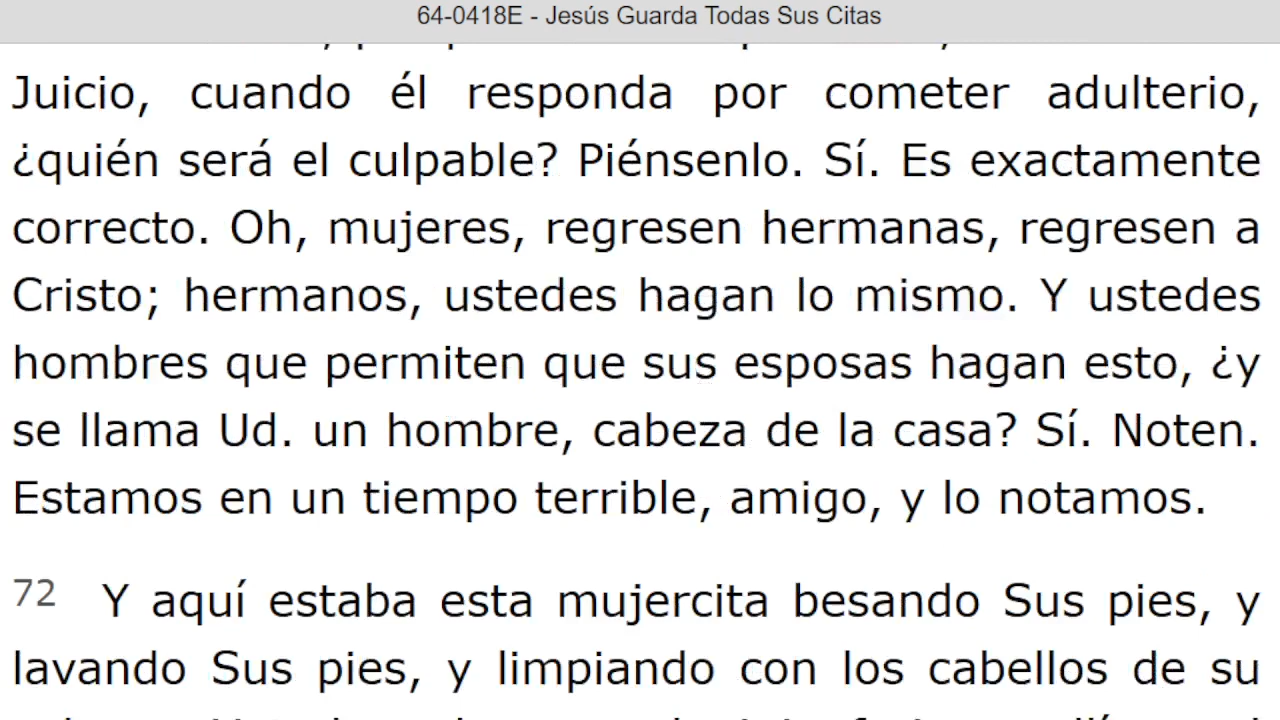 64-0418E - Jesús Guarda Todas Sus Citas
Juicio, cuando él responda por cometer adulterio,
¿quién será el culpable? Piénsenlo. Sí. Es exactamente
correcto. Oh, mujeres, regresen hermanas, regresen a
Cristo; hermanos, ustedes hagan lo mismo. Y ustedes
hombres que permiten que sus esposas hagan esto, ¿y
se llama Ud. un hombre, cabeza de la casa? Sí. Noten.
Estamos en un tiempo terrible, amigo, y lo notamos.
72 Y aquí estaba esta mujercita besando Sus pies, y
lavando Sus pies, y limpiando con los cabellos de su